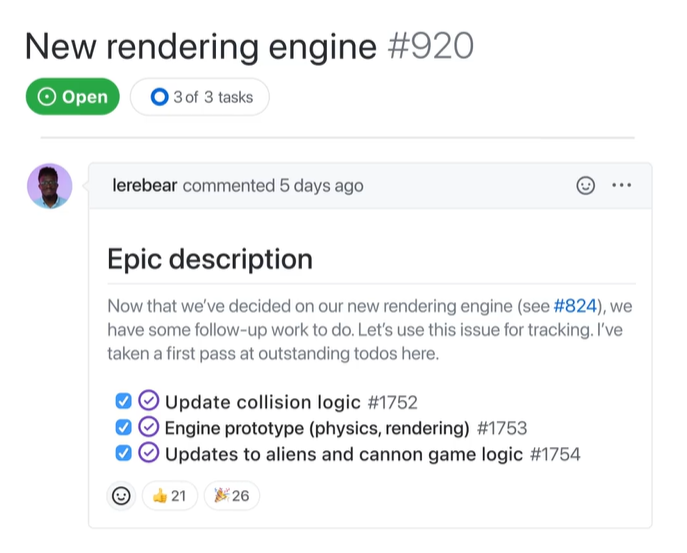 New rendering engine #920
Open 3 of 3 tasks
lerebear commented 5 days ago
Epic description
Now that we've decided on our new rendering engine (see #824), we
have some follow-up work to do. Let's use this issue for tracking. I've
taken a first pass at outstanding todos here.
Update collision logic #1752
Engine prototype (physics, rendering) #1753
Updates to aliens and cannon game logic #1754
👍 21 🎉 26